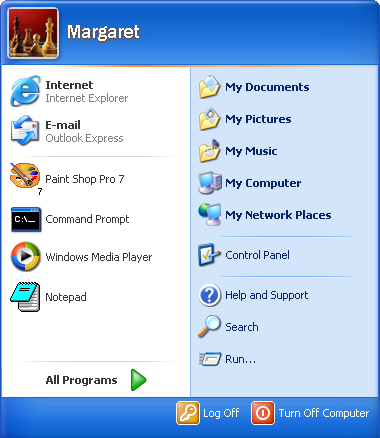 Margaret
Internet
Internet Explorer
E-mail
Outlook Express
Paint Shop Pro 7
7
C:\_
Command Prompt
Windows Media Player
Notepad
All Programs
My Documents
My Pictures
My Music
My Computer
My Network Places
Control Panel
Help and Support
Search
Run...
Log Off
Turn Off Computer